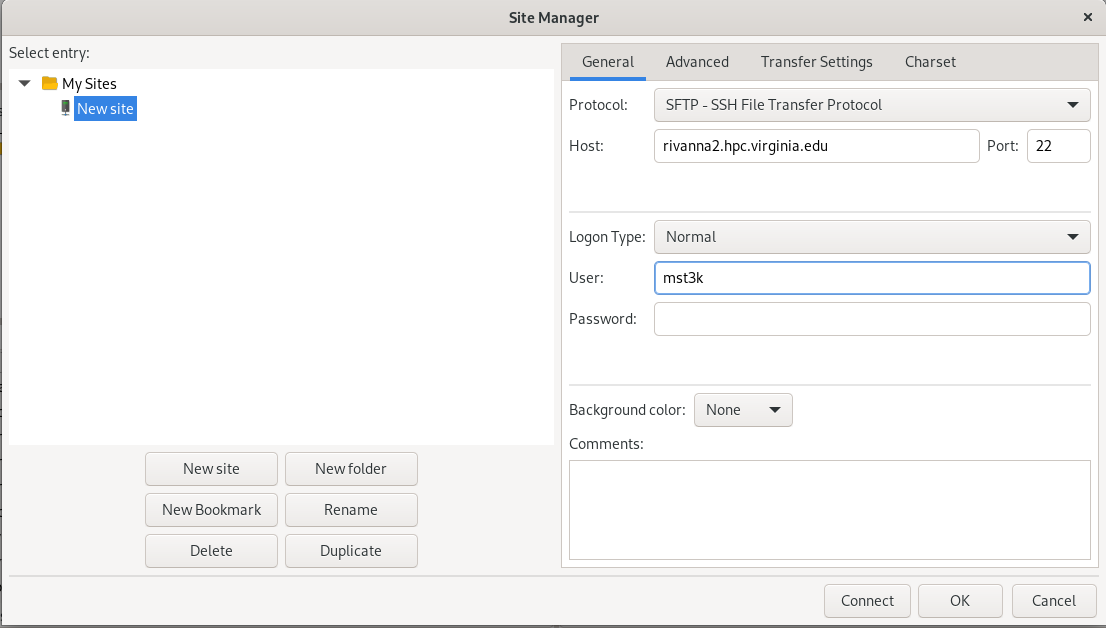 Site Manager
Select entry:
My Sites
New site
New site New folder
New Bookmark Rename
Delete Duplicate
General Advanced Transfer Settings Charset
Protocol: SFTP - SSH File Transfer Protocol
Host: rivanna2.hpc.virginia.edu Port: 22
Logon Type: Normal
User: mst3k
Password:
Background color: None
Comments:
Connect OK Cancel